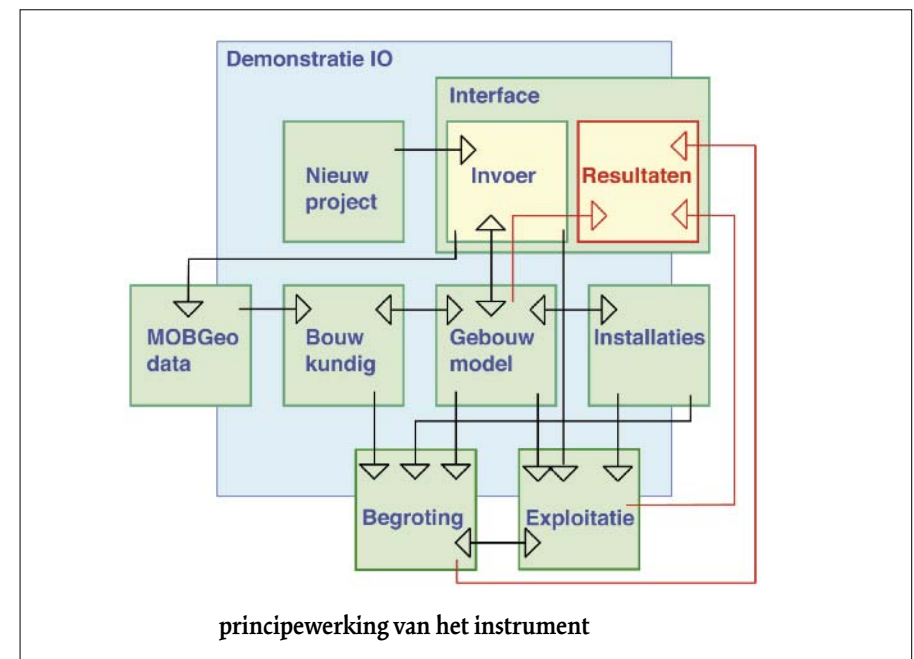 Demonstratie IO
Interface
Nieuw
project
Invoer
Resultaten
MOBGeo
data
Bouw
kundig
Gebouw
model
Installaties
Begroting
Exploitatie
principewerking van het instrument